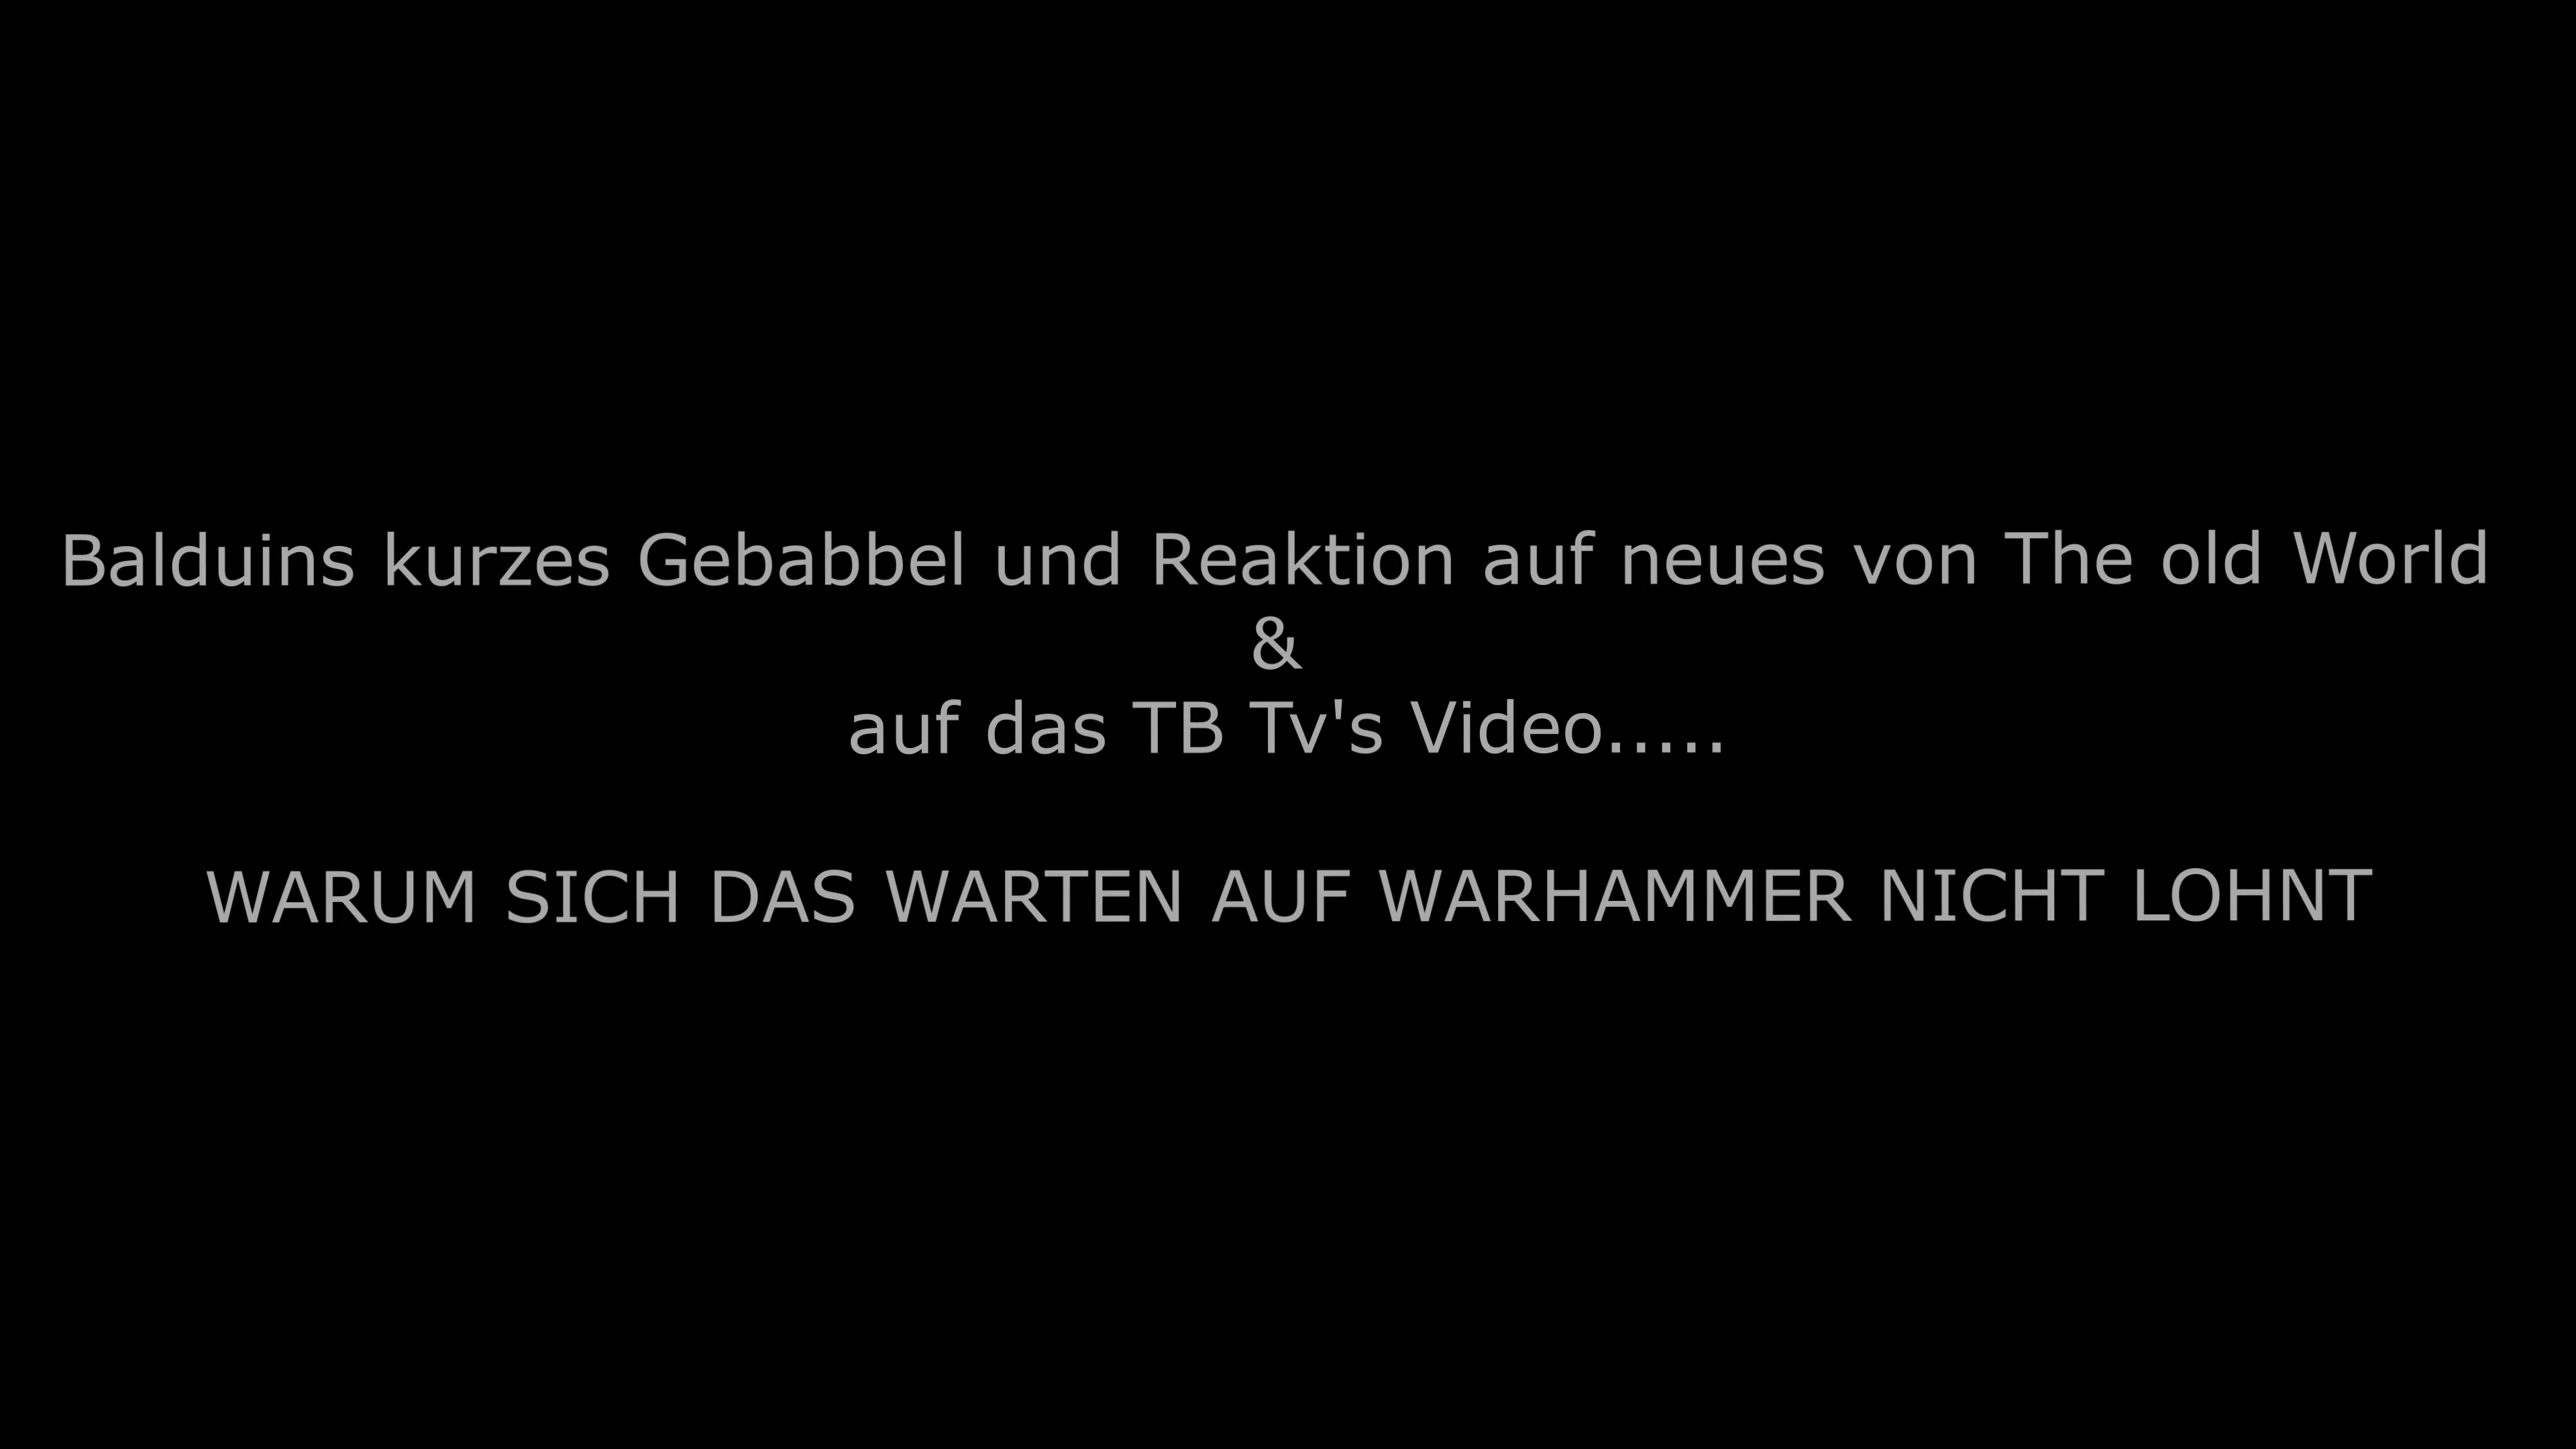 Balduins kurzes Gebabbel und Reaktion auf neues von The old World
&
auf das TB Tv's Video.....
WARUM SICH DAS WARTEN AUF WARHAMMER NICHT LOHNT